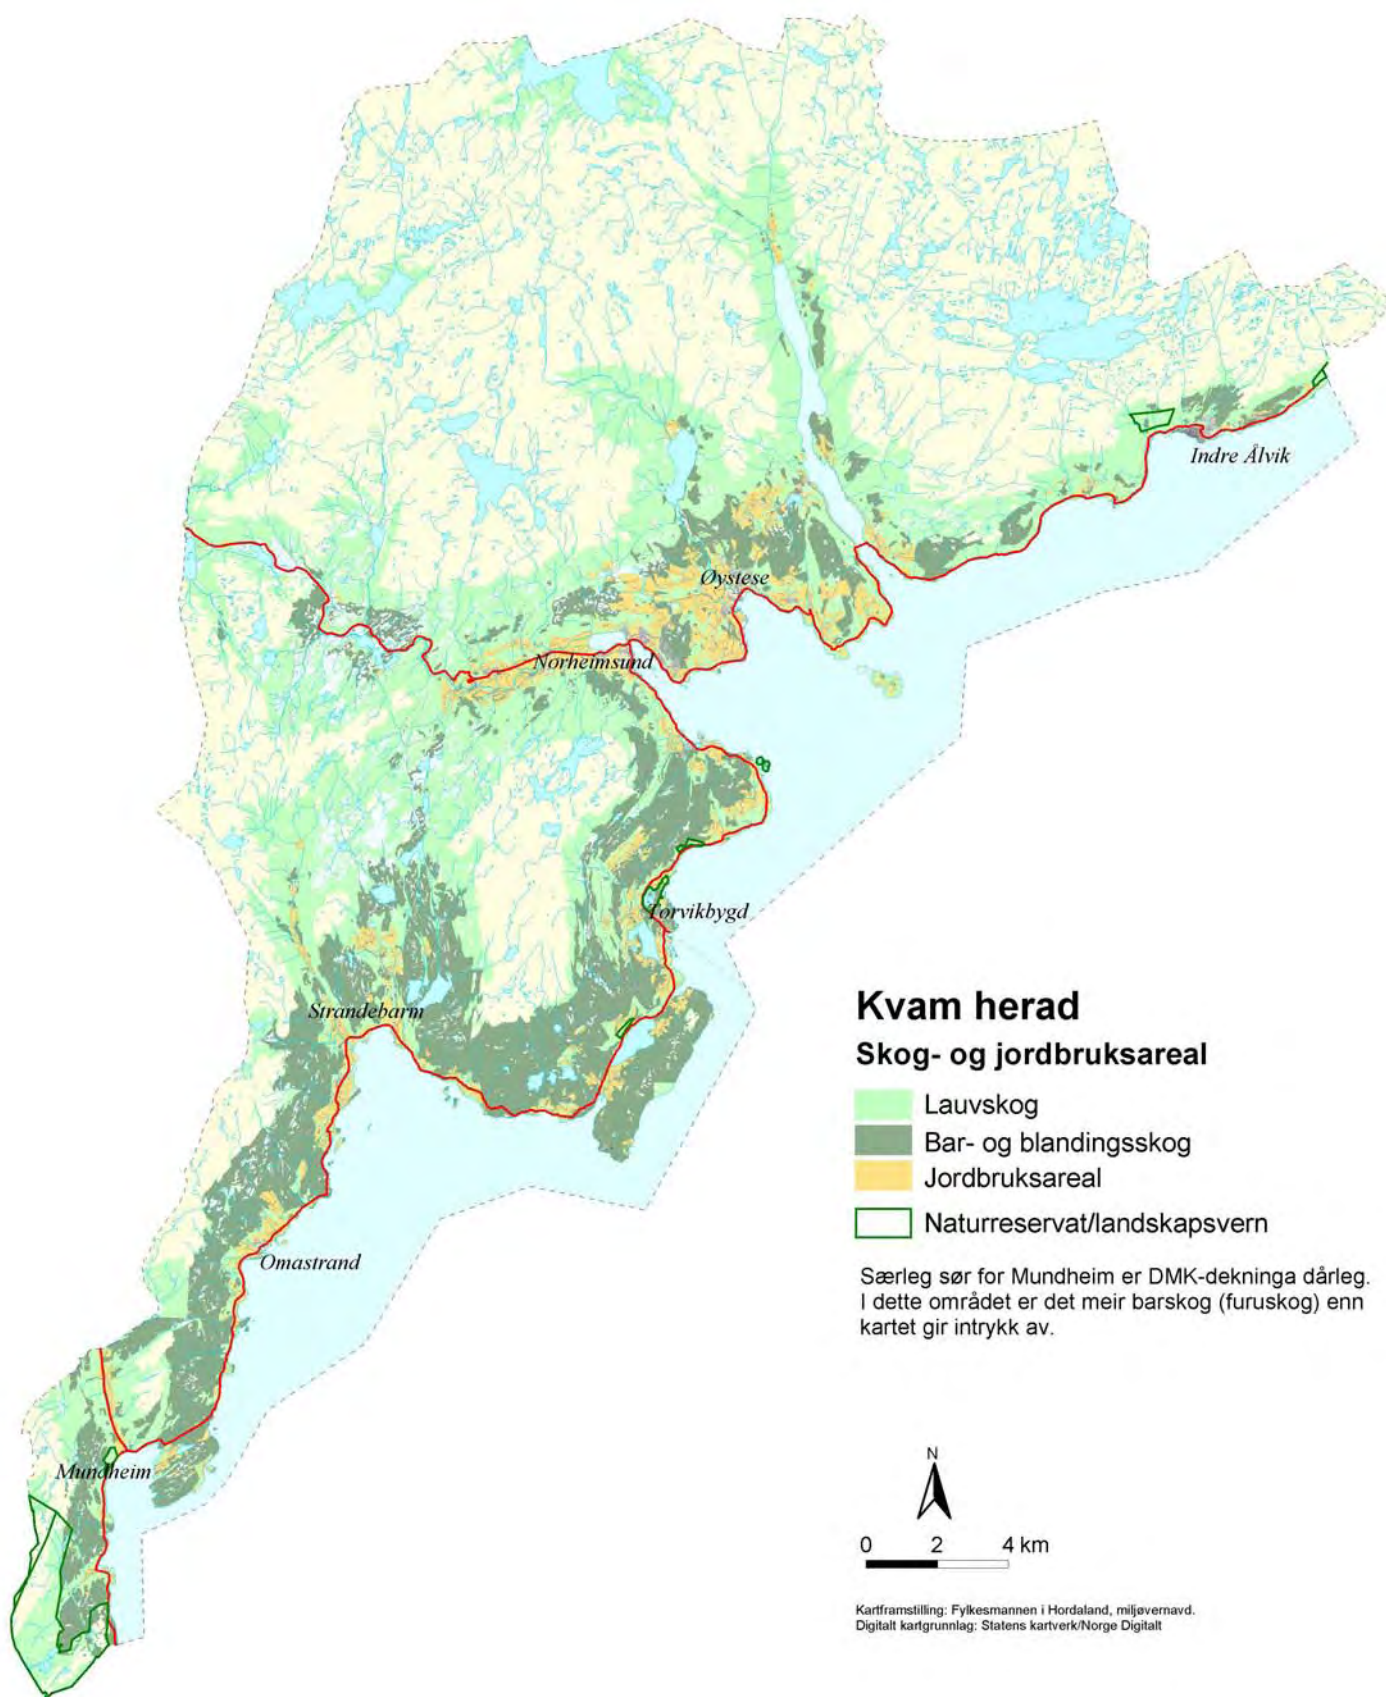 Indre Ålvik
Øystese
Norheimsund
Torvikbygd
Strandebarm
Omastrand
Mundheim
Kvam herad
Skog- og jordbruksareal
Lauvskog
Bar- og blandingsskog
Jordbruksareal
Naturreservat/landskapsvern
Særleg sør for Mundheim er DMK-dekninga dårleg.
I dette området er det meir barskog (furuskog) enn
kartet gir intrykk av.
N
0 2 4 km
Kartframstilling: Fylkesmannen i Hordaland, miljøvernavd.
Digitalt kartgrunnlag: Statens kartverk/Norge Digitalt